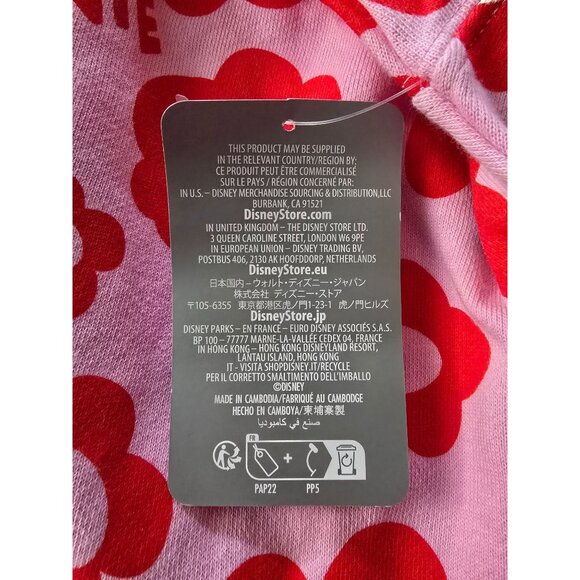 NIE
THIS PRODUCT MAY BE SUPPLIED
IN THE RELEVANT COUNTRY/REGION BY:
CE PRODUIT PEUT ÊTRE COMMERCIALISÉ
SUR LE PAYS / RÉGION CONCERNÉ PAR:
IN U.S. – DISNEY MERCHANDISE SOURCING & DISTRIBUTION,LLC
BURBANK, CA 91521
DisneyStore.com
IN UNITED KINGDOM – THE DISNEY STORE LTD.
3 QUEEN CAROLINE STREET, LONDON W6 9PE
IN EUROPEAN UNION – DISNEY TRADING BV,
POSTBUS 406, 2130 AK HOOFDDORP, NETHERLANDS
DisneyStore.eu
日本国内 – ウォルト・ディズニー・ジャパン
株式会社 ディズニー・ストア
〒105-6355 東京都港区虎ノ門1-23-1 虎ノ門ヒルズ
DisneyStore.jp
DISNEY PARKS – EN FRANCE – EURO DISNEY ASSOCIÉS S.A.S.
BP 100 – 77777 MARNE-LA-VALLÉE CEDEX 04, FRANCE
IN HONG KONG – HONG KONG DISNEYLAND RESORT,
LANTAU ISLAND, HONG KONG
IT - VISITA SHOPDISNEY.IT/RECYCLE
PER IL CORRETTO SMALTIMENTO DELL'IMBALLO
©DISNEY
MADE IN CAMBODIA/FABRIQUÉ AU CAMBODGE
HECHO EN CAMBOYA/柬埔寨製
صنع في كامبوديا
FR
+
PAP22 PP5